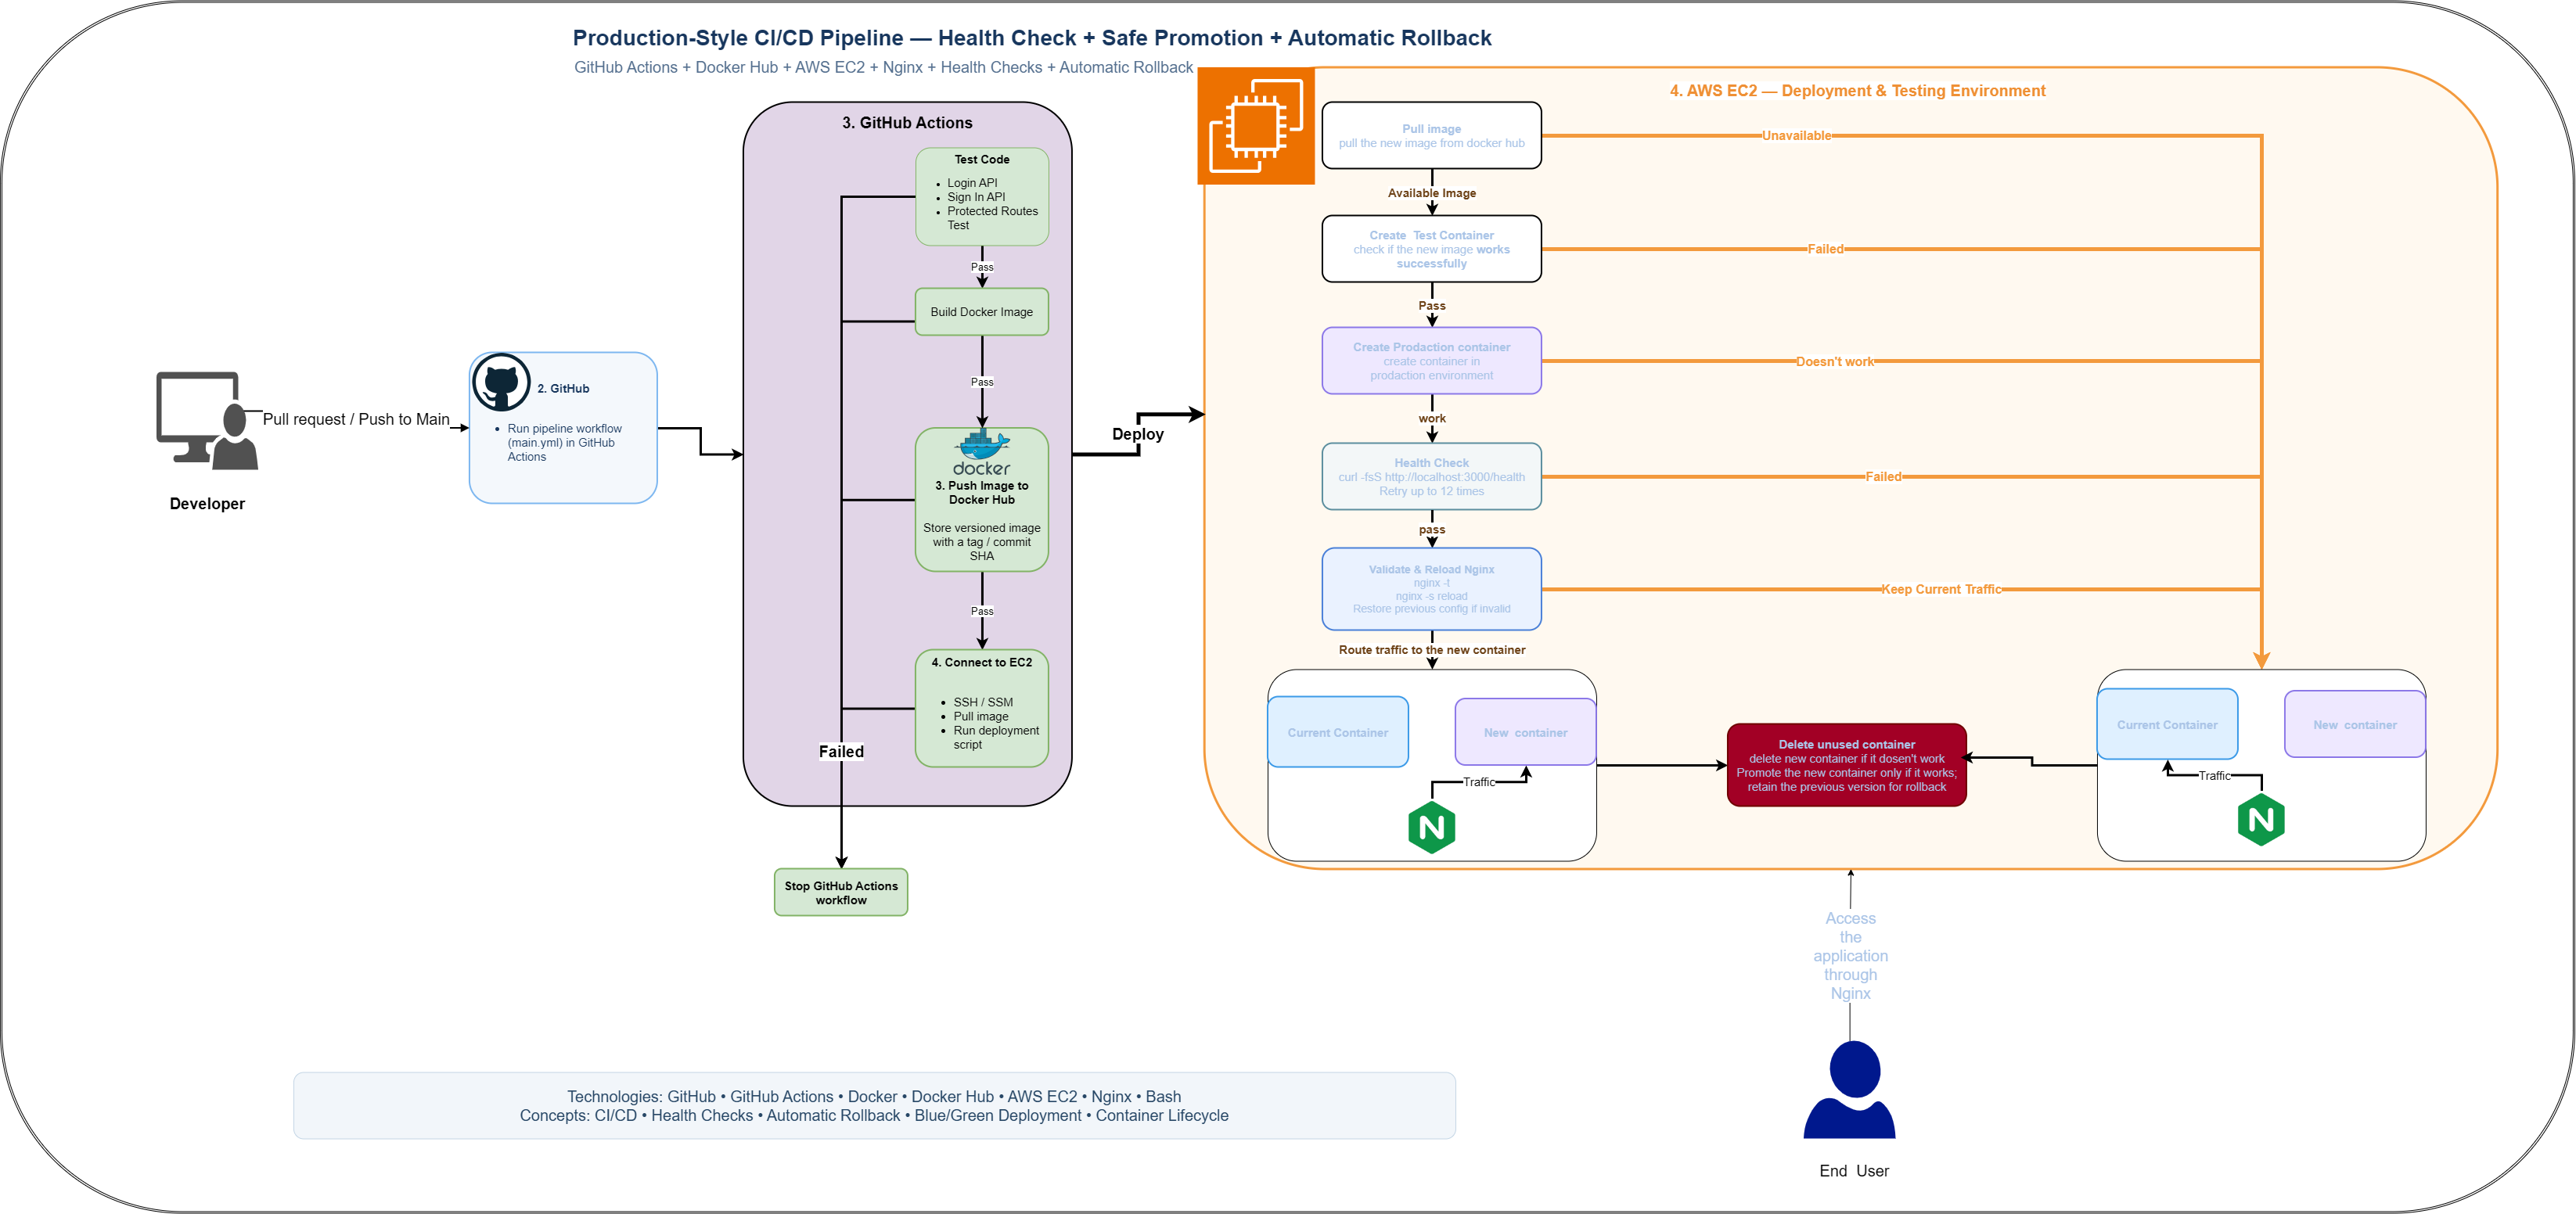 Production-Style CI/CD Pipeline — Health Check + Safe Promotion + Automatic Rollback
GitHub Actions + Docker Hub + AWS EC2 + Nginx + Health Checks + Automatic Rollback
Developer
Pull request / Push to Main
2. GitHub
• Run pipeline workflow
(main.yml) in GitHub
Actions
3. GitHub Actions
Test Code
• Login API
• Sign In API
• Protected Routes
Test
Pass
Build Docker Image
Pass
docker
3. Push Image to
Docker Hub
Store versioned image
with a tag / commit
SHA
Pass
4. Connect to EC2
• SSH / SSM
• Pull image
• Run deployment
script
Failed
Stop GitHub Actions
workflow
Deploy
4. AWS EC2 — Deployment & Testing Environment
Pull image
pull the new image from docker hub
Unavailable
Available Image
Create  Test Container
check if the new image works
successfully
Failed
Pass
Create Prodaction container
create container in
prodaction environment
Doesn't work
work
Health Check
curl -fsS http://localhost:3000/health
Retry up to 12 times
Failed
pass
Validate & Reload Nginx
nginx -t
nginx -s reload
Restore previous config if invalid
Keep Current Traffic
Route traffic to the new container
Current Container
New  container
Traffic
N
Delete unused container
delete new container if it dosen't work
Promote the new container only if it works;
retain the previous version for rollback
Current Container
New  container
Traffic
N
Access
the
application
through
Nginx
End  User
Technologies: GitHub • GitHub Actions • Docker • Docker Hub • AWS EC2 • Nginx • Bash
Concepts: CI/CD • Health Checks • Automatic Rollback • Blue/Green Deployment • Container Lifecycle